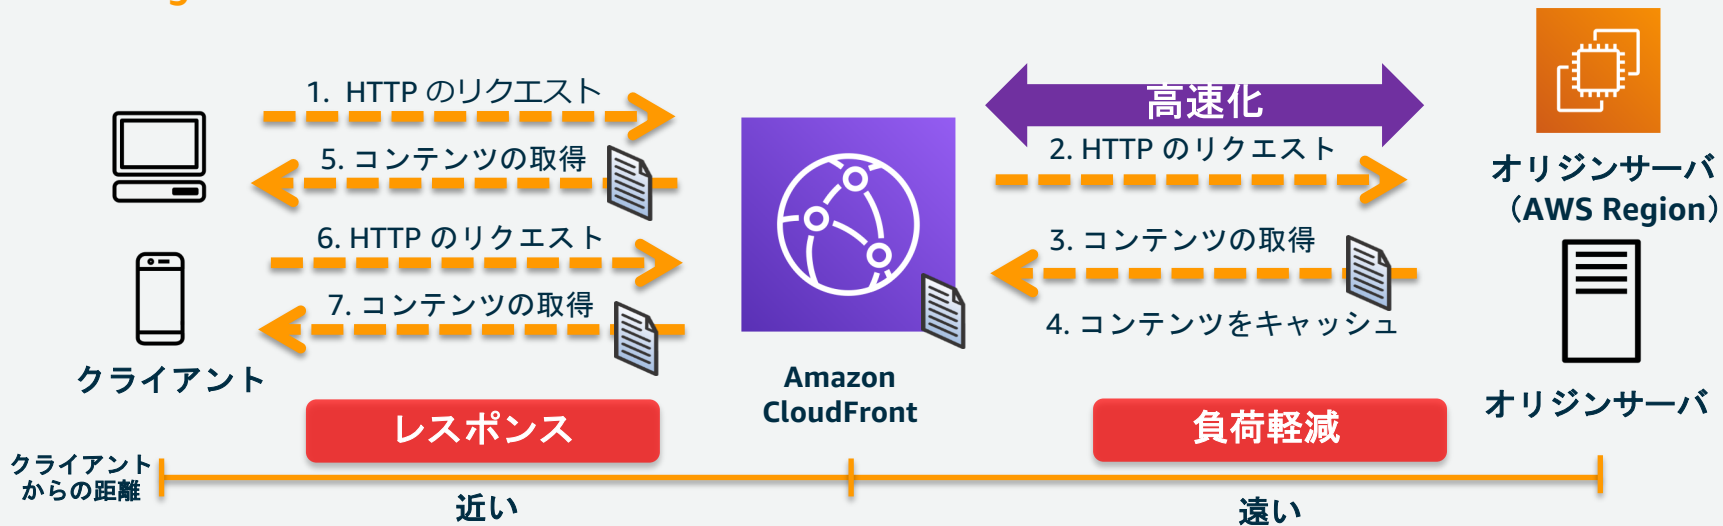 1. HTTP のリクエスト
5. コンテンツの取得
6. HTTP のリクエスト
7. コンテンツの取得
クライアント
レスポンス
Amazon
CloudFront
高速化
2. HTTP のリクエスト
3. コンテンツの取得
4. コンテンツをキャッシュ
負荷軽減
オリジンサーバ
（AWS Region）
オリジンサーバ
クライアント
からの距離
近い
遠い